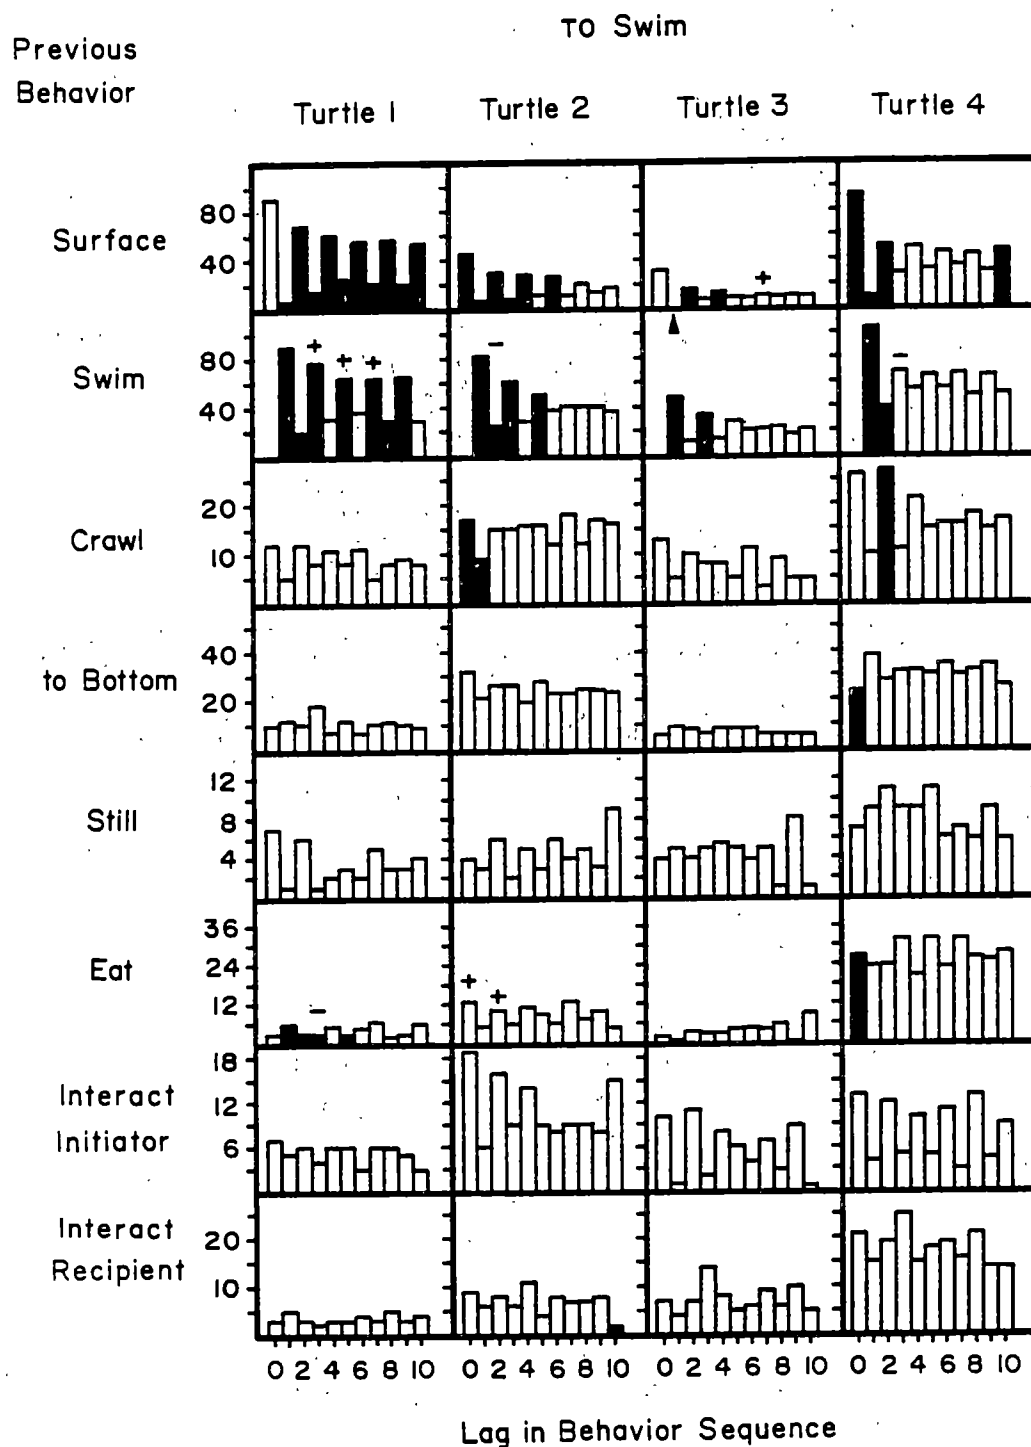 TO Swim
Previous
Behavior
Turtle 1 Turtle 2 Turtle 3 Turtle 4
80
Surface
40
+
80
Swim
40
+ + + − −
20
Crawl
10
40
to Bottom
20
12
Still 8
4
36
Eat 24
12
− + +
18
Interact 12
Initiator 6
Interact
20
Recipient
10
0 2 4 6 8 10 0 2 4 6 8 10 0 2 4 6 8 10 0 2 4 6 8 10
Lag in Behavior Sequence